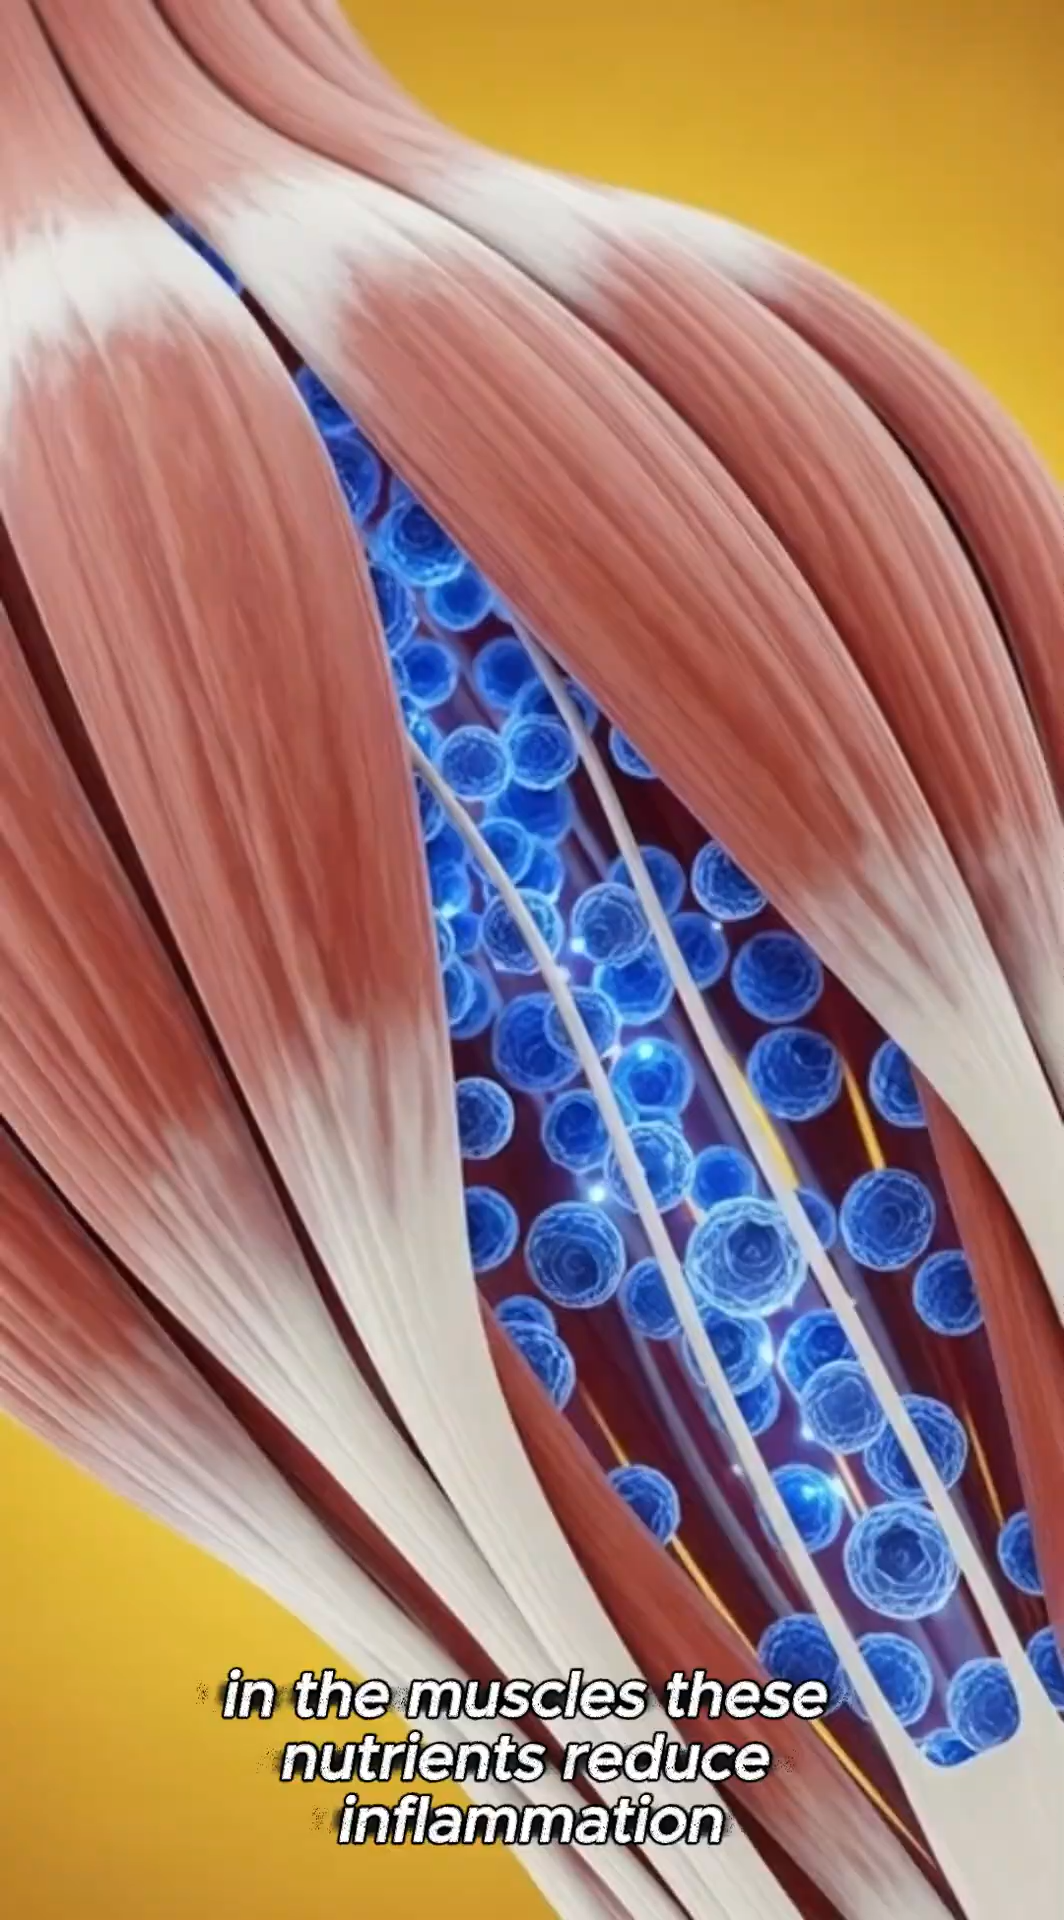 in the muscles these
nutrients reduce
inflammation